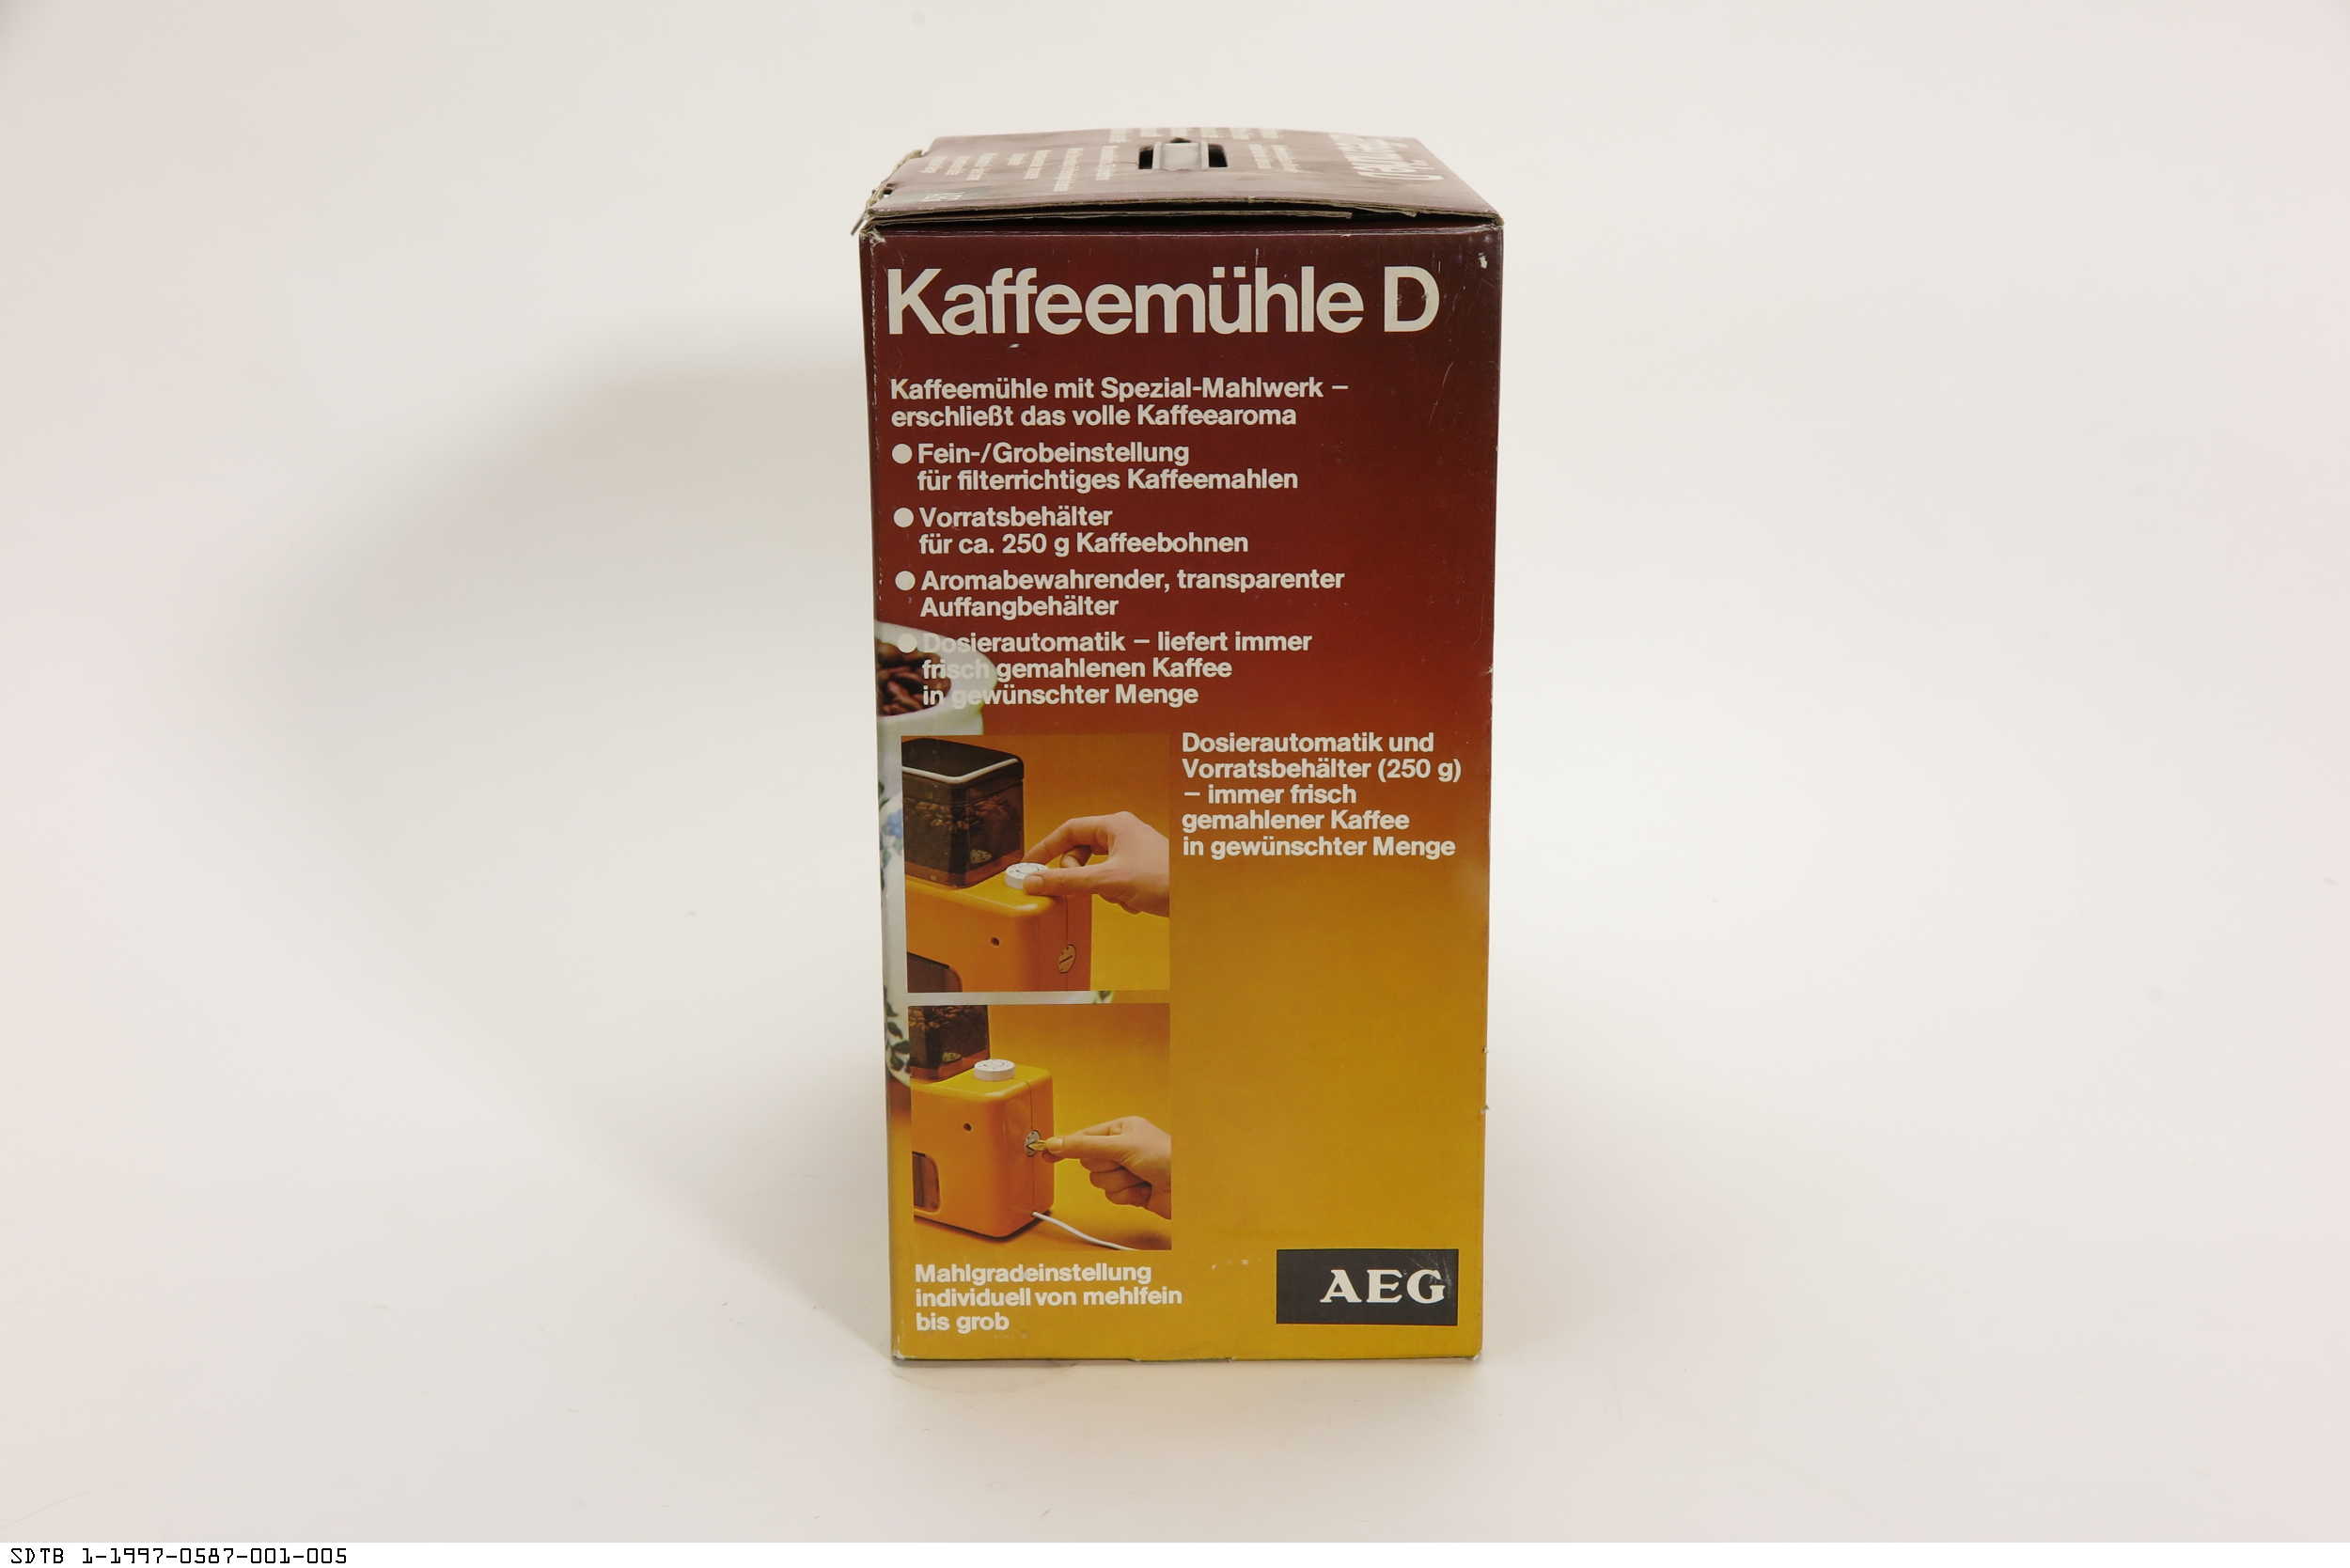 Kaffeemühle D
Kaffeemühle mit Spezial-Mahlwerk –
erschließt das volle Kaffeearoma
● Fein-/Grobeinstellung
für filterrichtiges Kaffeemahlen
● Vorratsbehälter
für ca. 250 g Kaffeebohnen
● Aromabewahrender, transparenter
Auffangbehälter
● Dosierautomatik – liefert immer
frisch gemahlenen Kaffee
in gewünschter Menge
Dosierautomatik und
Vorratsbehälter (250 g)
– immer frisch
gemahlener Kaffee
in gewünschter Menge
Mahlgradeinstellung
individuell von mehlfein
bis grob
AEG
SDTB 1-1997-0587-001-005